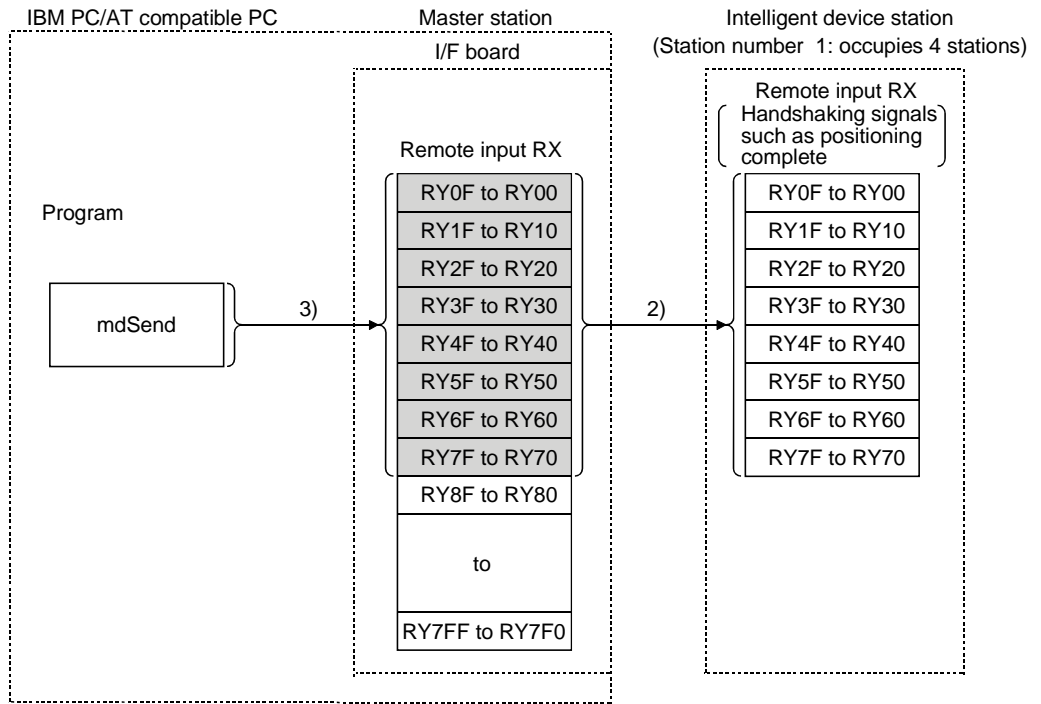 IBM PC/AT compatible PC
Master station
Intelligent device station
(Station number 1: occupies 4 stations)
I/F board
Remote input RX
Handshaking signals
such as positioning
complete
Remote input RX
Program
mdSend
3)
2)
RY0F to RY00
RY1F to RY10
RY2F to RY20
RY3F to RY30
RY4F to RY40
RY5F to RY50
RY6F to RY60
RY7F to RY70
RY8F to RY80
to
RY7FF to RY7F0
RY0F to RY00
RY1F to RY10
RY2F to RY20
RY3F to RY30
RY4F to RY40
RY5F to RY50
RY6F to RY60
RY7F to RY70